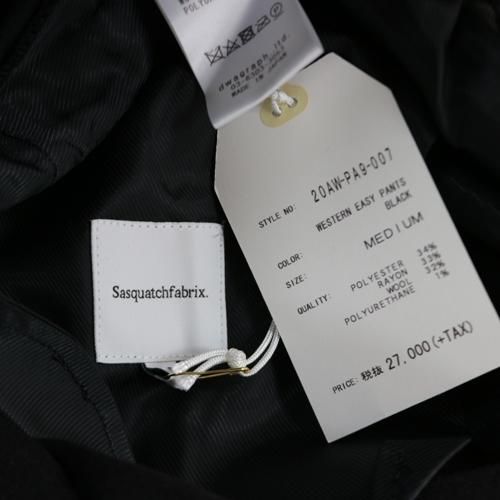 POLYU
dwagraph.ltd.
MADE IN JAPAN
STYLE NO: 20AW-PA9-007
WESTERN EASY PANTS
COLOR: BLACK
SIZE: MEDIUM
QUALITY: POLYESTER 34%
RAYON 33%
WOOL 32%
POLYURETHANE 1%
PRICE: 税抜 27.000(+TAX)
Sasquatchfabrix.